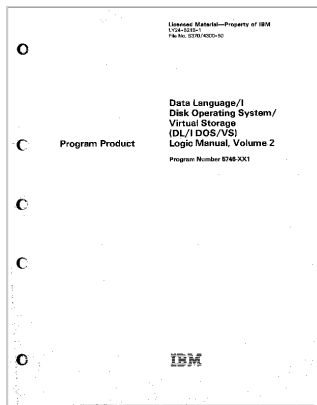 Licensed Material—Property of IBM
LY24-5215-1
File No. S370/4300-50
Data Language/I
Disk Operating System/
Virtual Storage
(DL/I DOS/VS)
Program Product
Logic Manual, Volume 2
Program Number 5746-XX1
IBM